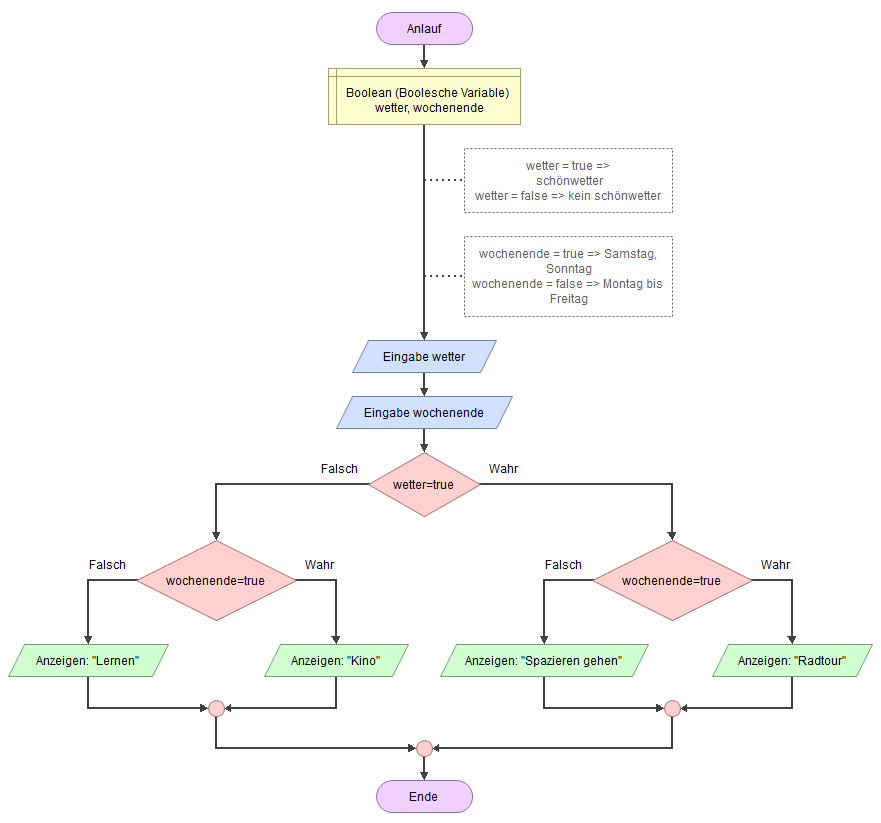 Anlauf
Boolean (Boolesche Variable)
wetter, wochenende
wetter = true =>
schönwetter
wetter = false => kein schönwetter
wochenende = true => Samstag,
Sonntag
wochenende = false => Montag bis
Freitag
Eingabe wetter
Eingabe wochenende
Falsch
Wahr
wetter=true
Falsch
Wahr
wochenende=true
Falsch
Wahr
wochenende=true
Anzeigen: "Lernen"
Anzeigen: "Kino"
Anzeigen: "Spazieren gehen"
Anzeigen: "Radtour"
Ende